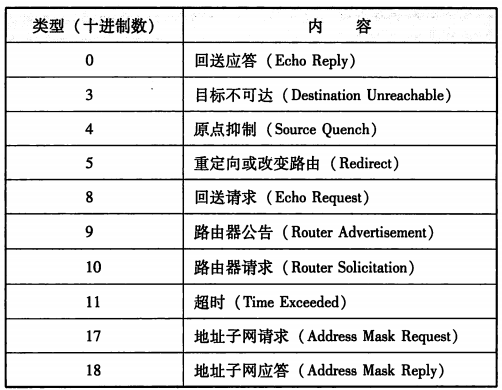 类型（十进制数） 内 容
0 回送应答（Echo Reply）
3 目标不可达（Destination Unreachable）
4 原点抑制（Source Quench）
5 重定向或改变路由（Redirect）
8 回送请求（Echo Request）
9 路由器公告（Router Advertisement）
10 路由器请求（Router Solicitation）
11 超时（Time Exceeded）
17 地址子网请求（Address Mask Request）
18 地址子网应答（Address Mask Reply）